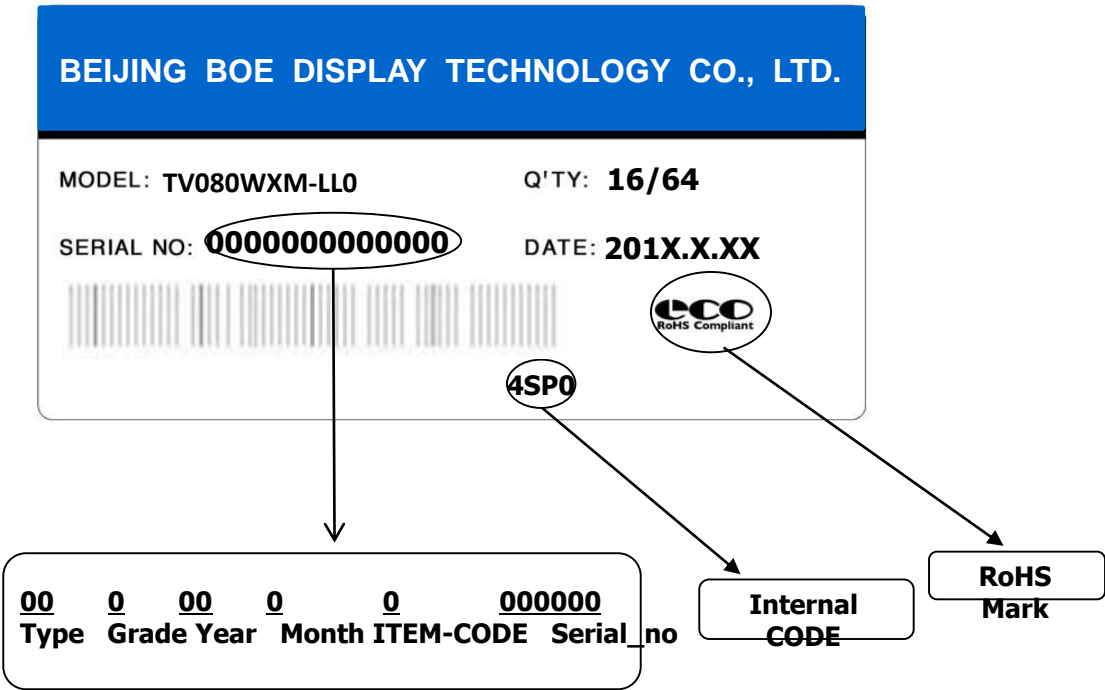 BEIJING BOE DISPLAY TECHNOLOGY CO., LTD.
MODEL: TV080WXM-LL0 Q'TY: 16/64
SERIAL NO: 0000000000000 DATE: 201X.X.XX
eco
RoHS Compliant
4SP0
00 0 00 0 0 000000
Type Grade Year Month ITEM-CODE Serial_no
Internal
CODE
RoHS
Mark